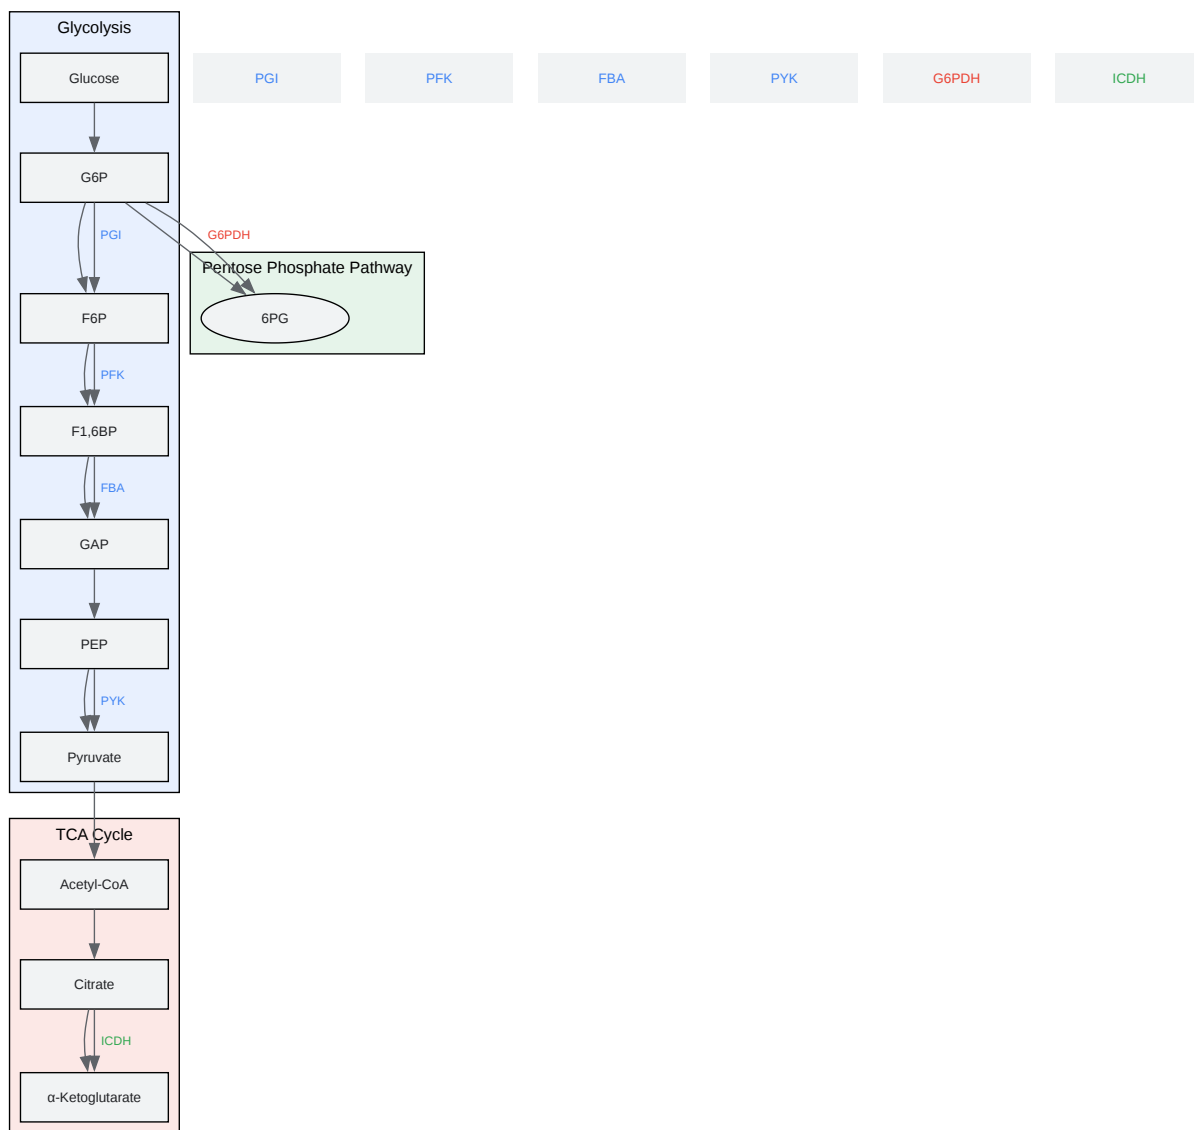 Glycolysis
Glucose
PGI
PFK
FBA
PYK
G6PDH
ICDH
G6P
PGI
G6PDH
Pentose Phosphate Pathway
F6P
6PG
PFK
F1,6BP
FBA
GAP
PEP
PYK
Pyruvate
TCA Cycle
Acetyl-CoA
Citrate
ICDH
α-Ketoglutarate